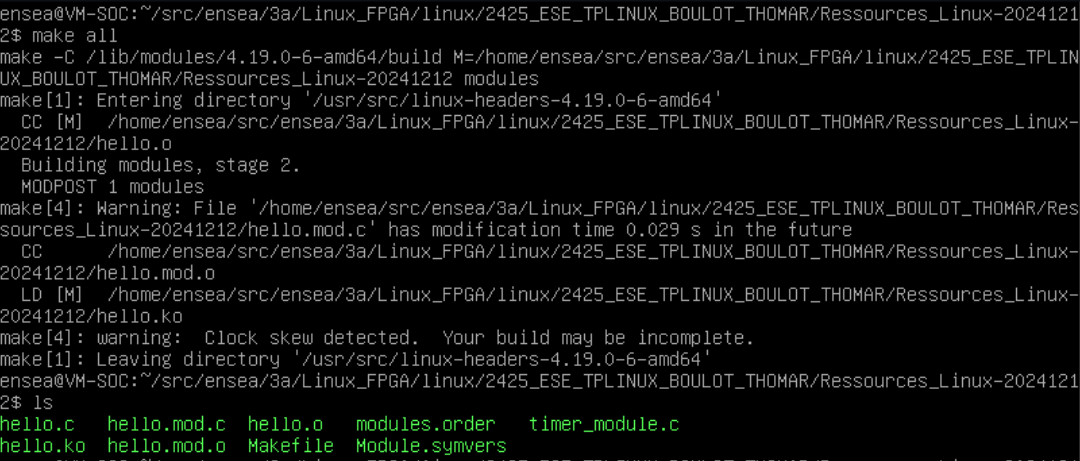 ensea@VM-SOC:~/src/ensea/3a/Linux_FPGA/linux/2425_ESE_TPLINUX_BOULOT_THOMAR/Ressources_Linux-2024121
2$ make all
make -C /lib/modules/4.19.0-6-amd64/build M=/home/ensea/src/ensea/3a/Linux_FPGA/linux/2425_ESE_TPLIN
UX_BOULOT_THOMAR/Ressources_Linux-20241212 modules
make[1]: Entering directory '/usr/src/linux-headers-4.19.0-6-amd64'
  CC [M]  /home/ensea/src/ensea/3a/Linux_FPGA/linux/2425_ESE_TPLINUX_BOULOT_THOMAR/Ressources_Linux-
20241212/hello.o
  Building modules, stage 2.
  MODPOST 1 modules
make[4]: Warning: File '/home/ensea/src/ensea/3a/Linux_FPGA/linux/2425_ESE_TPLINUX_BOULOT_THOMAR/Res
sources_Linux-20241212/hello.mod.c' has modification time 0.029 s in the future
  CC      /home/ensea/src/ensea/3a/Linux_FPGA/linux/2425_ESE_TPLINUX_BOULOT_THOMAR/Ressources_Linux-
20241212/hello.mod.o
  LD [M]  /home/ensea/src/ensea/3a/Linux_FPGA/linux/2425_ESE_TPLINUX_BOULOT_THOMAR/Ressources_Linux-
20241212/hello.ko
make[4]: warning:  Clock skew detected.  Your build may be incomplete.
make[1]: Leaving directory '/usr/src/linux-headers-4.19.0-6-amd64'
ensea@VM-SOC:~/src/ensea/3a/Linux_FPGA/linux/2425_ESE_TPLINUX_BOULOT_THOMAR/Ressources_Linux-2024121
2$ ls
hello.c   hello.mod.c  hello.o   modules.order   timer_module.c
hello.ko  hello.mod.o  Makefile  Module.symvers